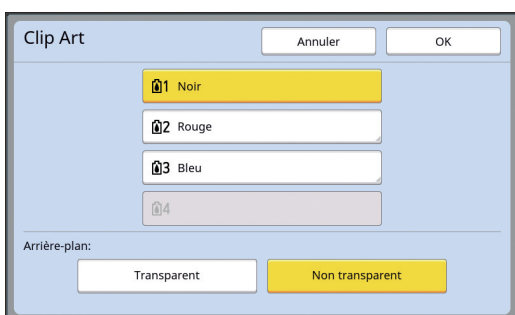 Clip Art
Annuler
OK
1 Noir
2 Rouge
3 Bleu
4
Arrière-plan:
Transparent
Non transparent